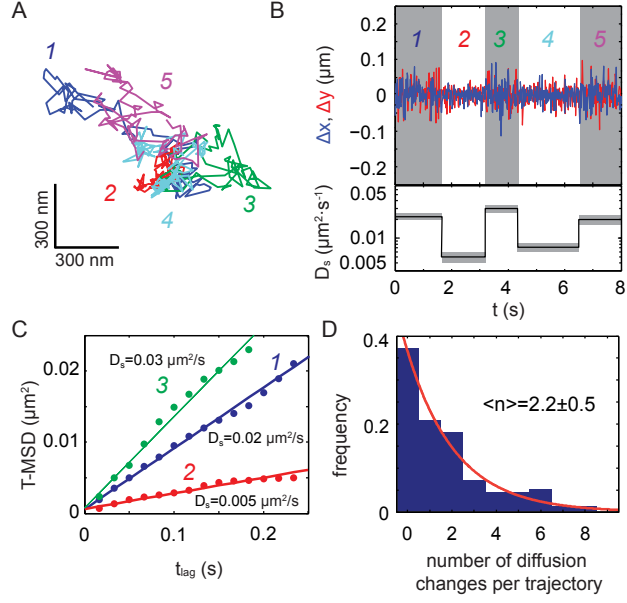 A
1
5
2
3
4
300 nm
300 nm
B
1 2 3 4 5
Δx, Δy (μm)
0.2
0.1
0
−0.1
−0.2
Dₛ (μm²·s⁻¹)
0.05
0.01
0.005
0 2 4 6 8
t (s)
C
T-MSD (μm²)
0.02
0.01
0
0 0.1 0.2
t_lag (s)
Dₛ=0.03 μm²/s
3
1
Dₛ=0.02 μm²/s
2
Dₛ=0.005 μm²/s
D
frequency
0.4
0.2
0
<n>=2.2±0.5
0 2 4 6 8
number of diffusion
changes per trajectory